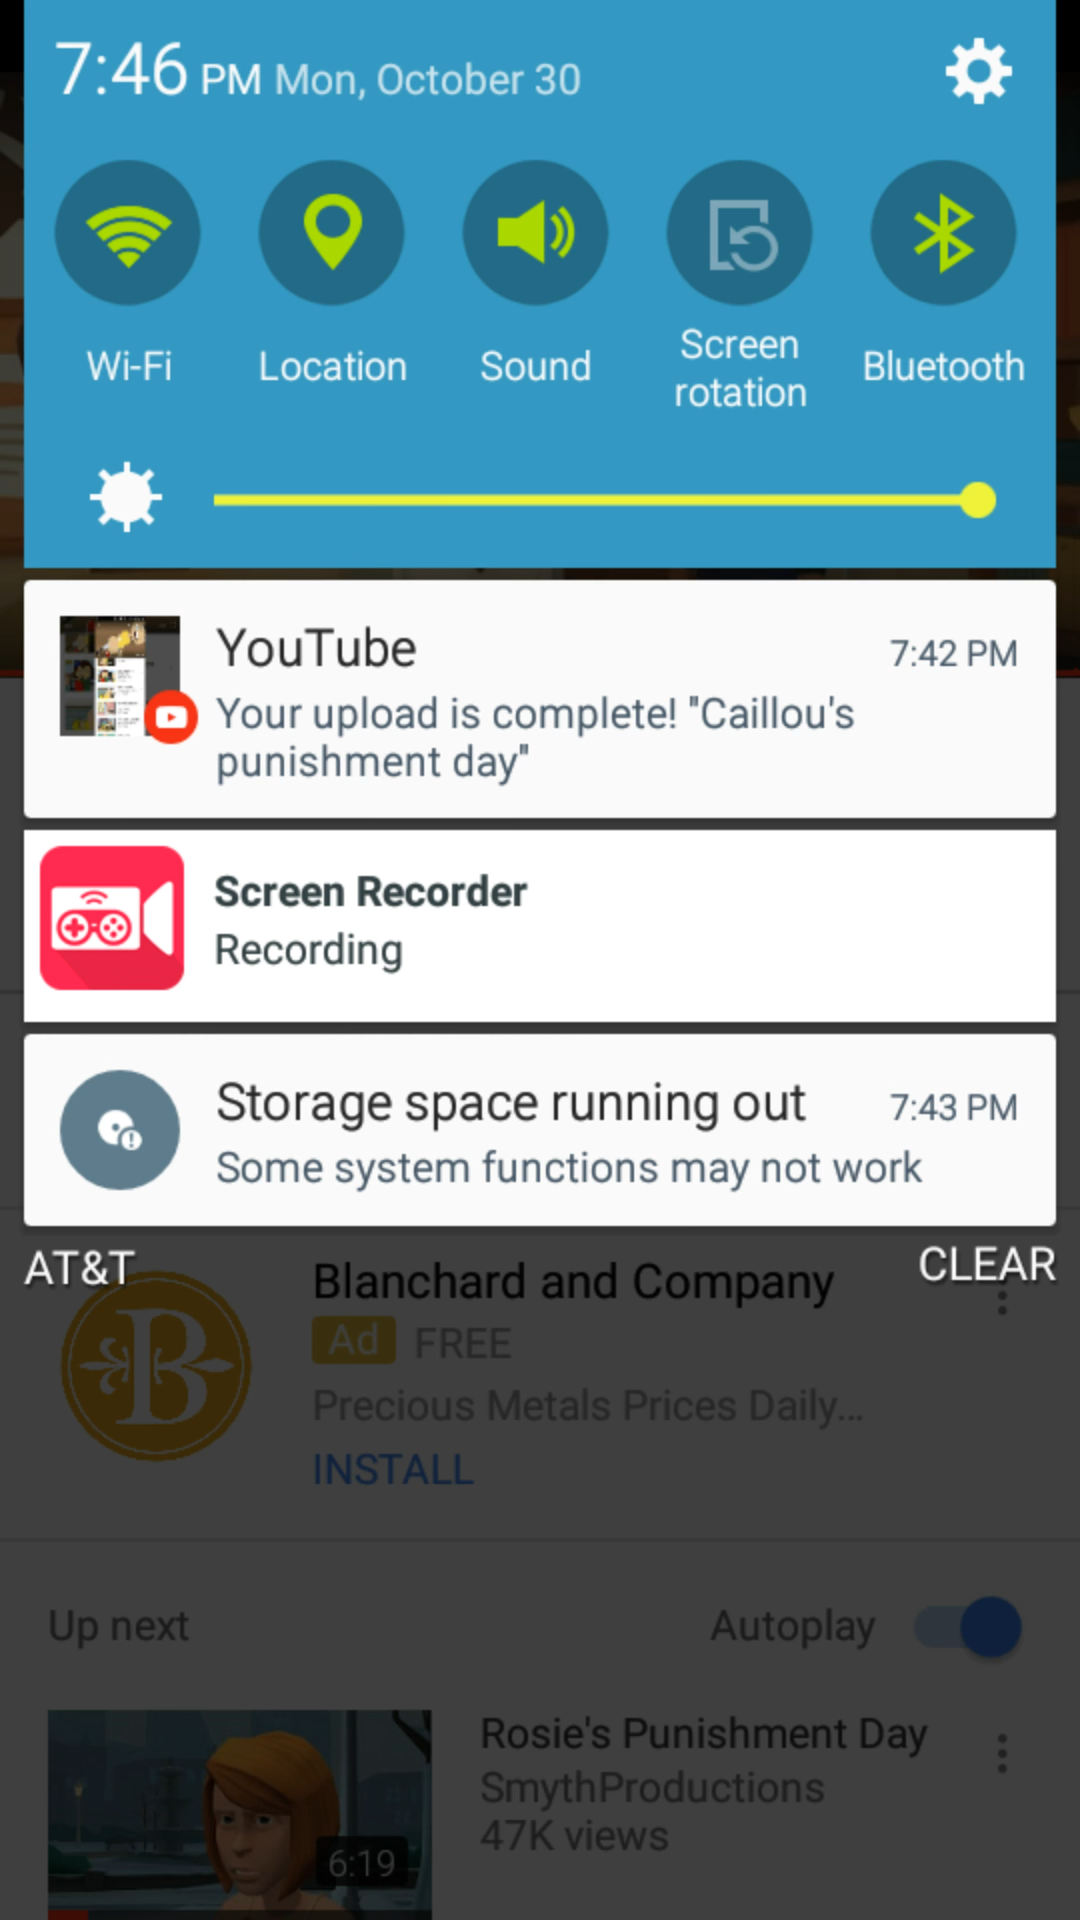 7:46 PM Mon, October 30
Wi-Fi
Location
Sound
Screen
rotation
Bluetooth
YouTube
7:42 PM
Your upload is complete! "Caillou's
punishment day"
Screen Recorder
Recording
Storage space running out
7:43 PM
Some system functions may not work
AT&T
CLEAR
Blanchard and Company
Ad FREE
B
Precious Metals Prices Daily...
INSTALL
Up next
Autoplay
Rosie's Punishment Day
SmythProductions
47K views
6:19